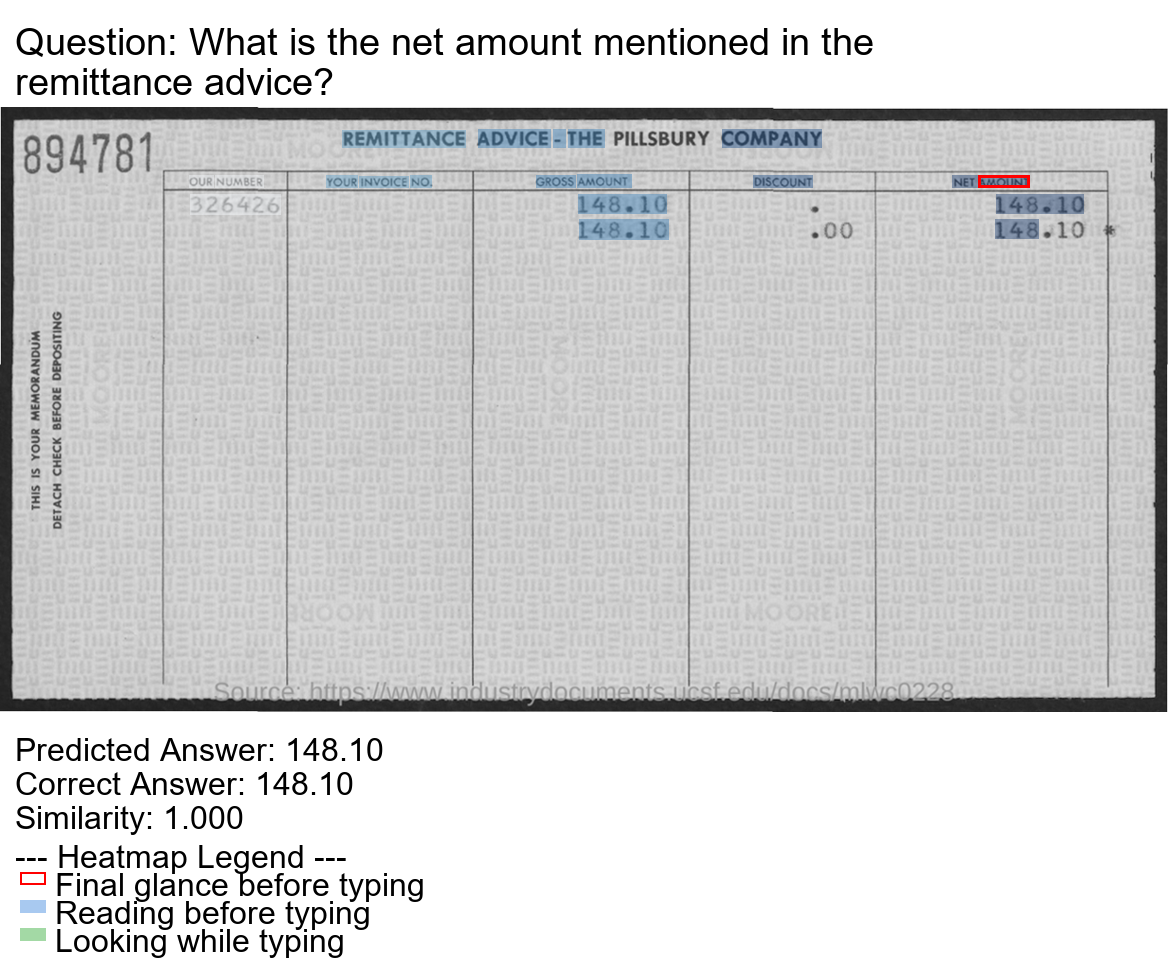 Question: What is the net amount mentioned in the
remittance advice?
894781
REMITTANCE ADVICE - THE PILLSBURY COMPANY
OUR NUMBER YOUR INVOICE NO. GROSS AMOUNT DISCOUNT NET AMOUNT
326426 148.10 . 148.10
148.10 .00 148.10 *
THIS IS YOUR MEMORANDUM
DETACH CHECK BEFORE DEPOSITING
MOORE
MOORE
MOORE
MOORE
MOORE
Source: https://www.industrydocuments.ucsf.edu/docs/mlwc0228
Predicted Answer: 148.10
Correct Answer: 148.10
Similarity: 1.000
--- Heatmap Legend ---
Final glance before typing
Reading before typing
Looking while typing